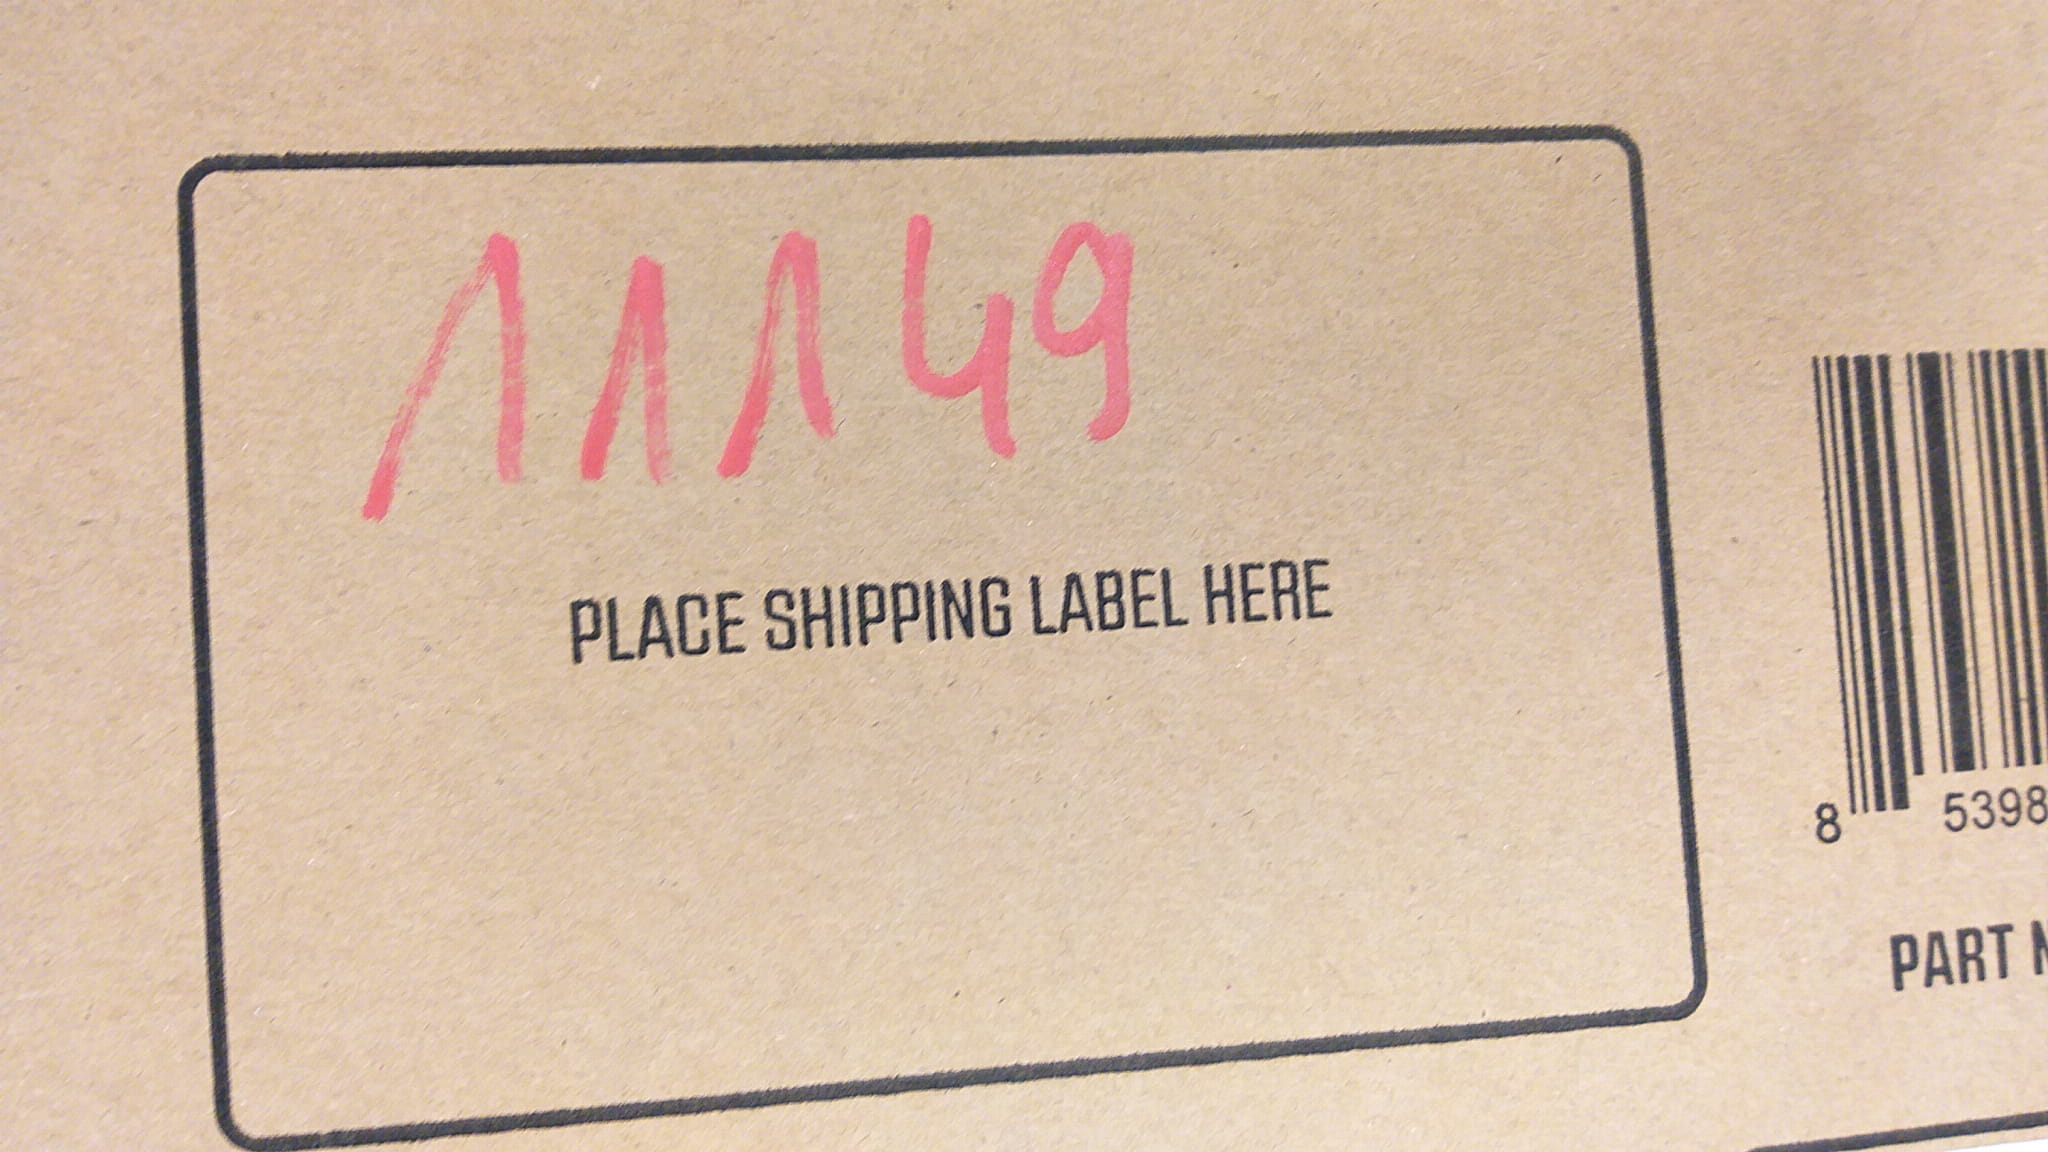 11149
PLACE SHIPPING LABEL HERE
8 5398
PART